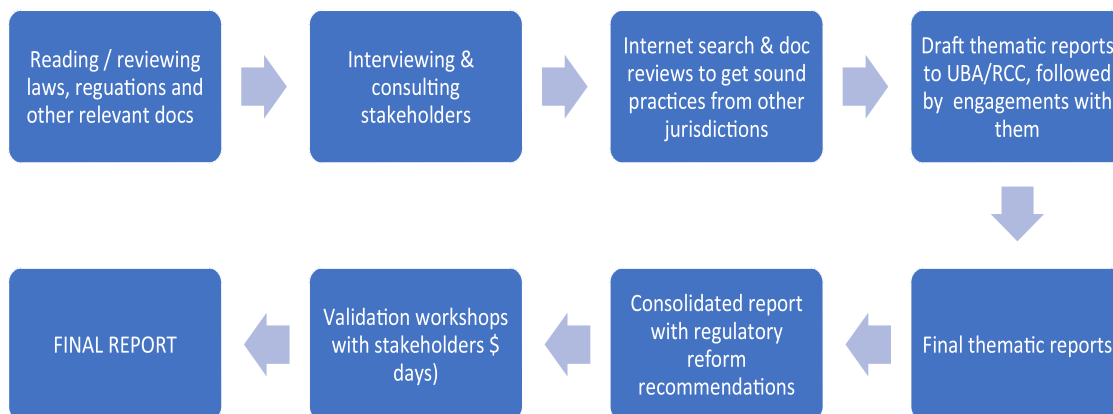 Reading / reviewing
laws, reguations and
other relevant docs
Interviewing &
consulting
stakeholders
Internet search & doc
reviews to get sound
practices from other
jurisdictions
Draft thematic reports
to UBA/RCC, followed
by engagements with
them
Final thematic reports
Consolidated report
with regulatory
reform
recommendations
Validation workshops
with stakeholders $
days)
FINAL REPORT